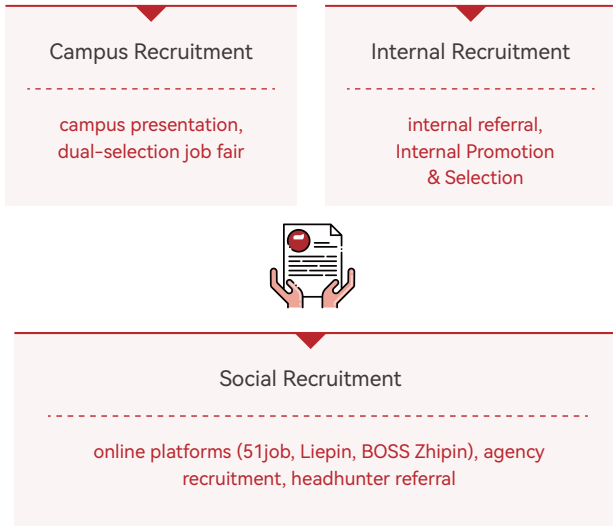 Campus Recruitment
campus presentation,
dual-selection job fair
Internal Recruitment
internal referral,
Internal Promotion
& Selection
Social Recruitment
online platforms (51job, Liepin, BOSS Zhipin), agency
recruitment, headhunter referral